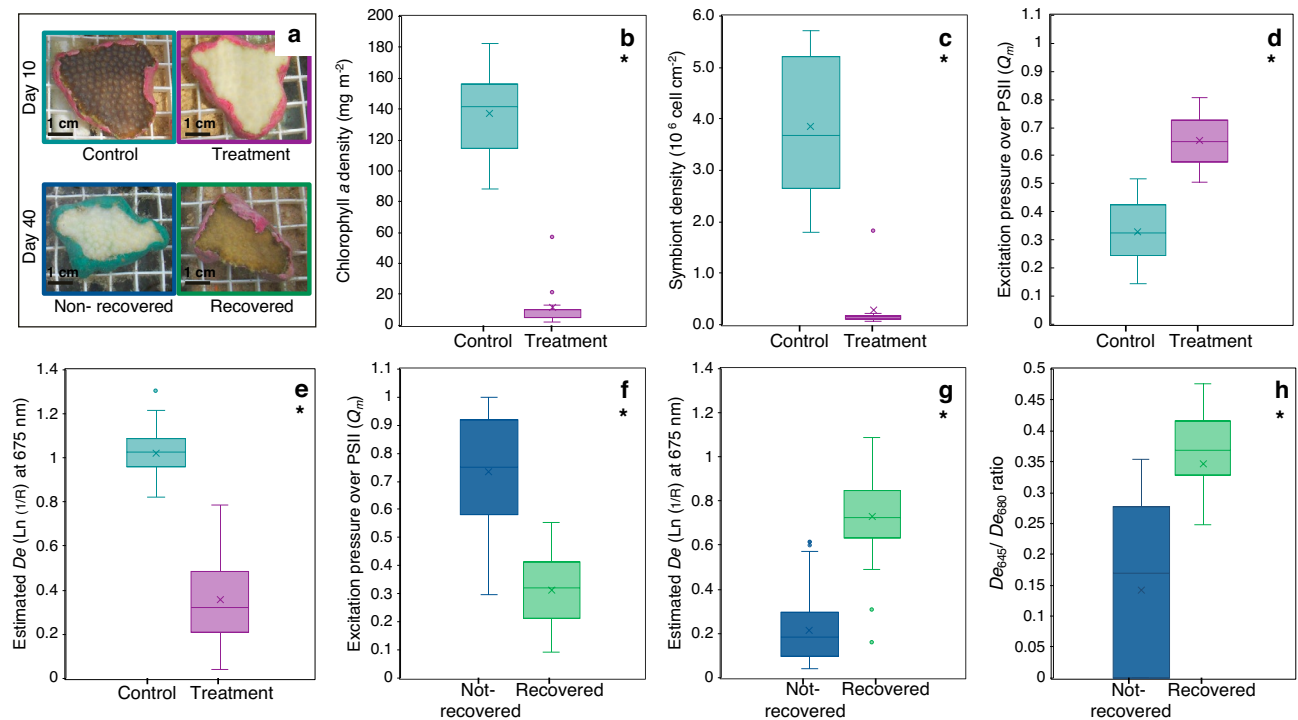 a
Day 10
1 cm
1 cm
Control
Treatment
Day 40
1 cm
1 cm
Non- recovered
Recovered
b
*
Chlorophyll a density (mg m-2)
200
180
160
140
120
100
80
60
40
20
0
Control
Treatment
c
*
Symbiont density (10 6 cell cm-2)
6.0
5.0
4.0
3.0
2.0
1.0
0.0
Control
Treatment
d
*
Excitation pressure over PSII (Qm)
1.1
1
0.9
0.8
0.7
0.6
0.5
0.4
0.3
0.2
0.1
0
Control
Treatment
e
*
Estimated De (Ln (1/R) at 675 nm)
1.4
1.2
1
0.8
0.6
0.4
0.2
0
Control
Treatment
f
*
Excitation pressure over PSII (Qm)
1.1
1
0.9
0.8
0.7
0.6
0.5
0.4
0.3
0.2
0.1
0
Not-
recovered
Recovered
g
*
Estimated De (Ln (1/R) at 675 nm)
1.4
1.2
1
0.8
0.6
0.4
0.2
0
Not-
recovered
Recovered
h
*
De645/ De680 ratio
0.5
0.45
0.4
0.35
0.3
0.25
0.2
0.15
0.15
0.05
0
Not-
recovered
Recovered